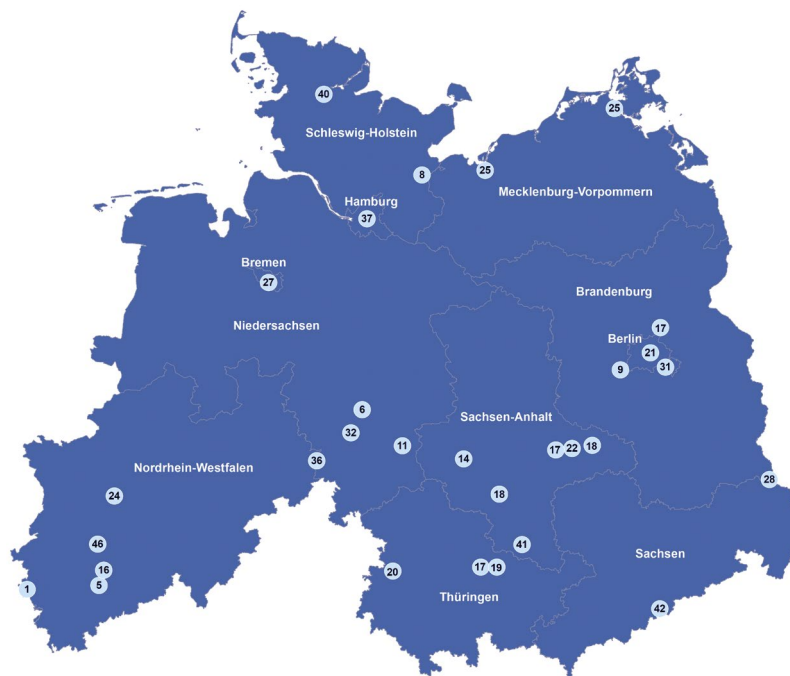 25
40
Schleswig-Holstein
8
25
Mecklenburg-Vorpommern
Hamburg
37
Bremen
27
Brandenburg
Niedersachsen
17
Berlin
21
9
31
6
Sachsen-Anhalt
32
11
17
22
18
36
14
Nordrhein-Westfalen
28
24
18
46
41
Sachsen
16
20
17
19
1
5
Thüringen
42